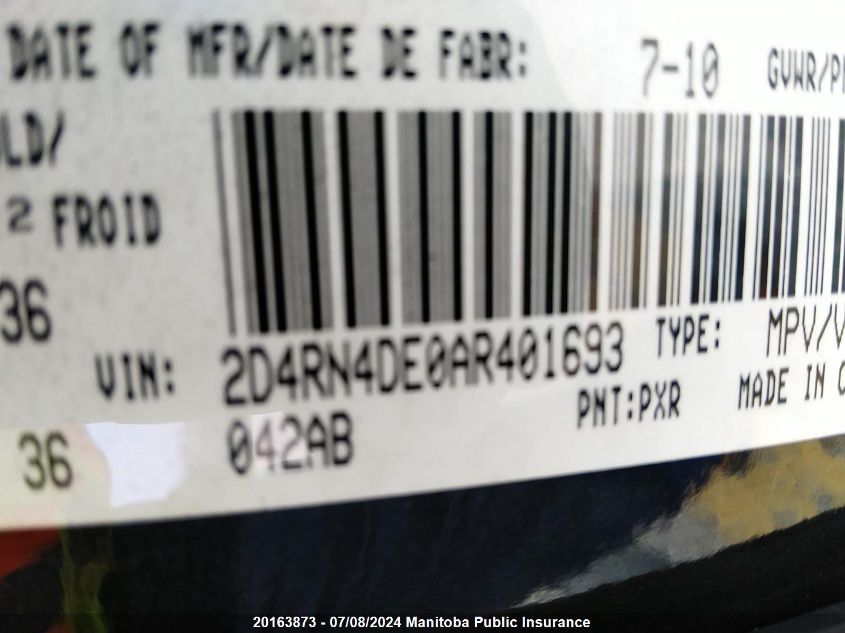 DATE OF MFR/DATE DE FABR: 7-10 GVWR/P
LD/
2 FROID
36
VIN: 2D4RN4DE0AR401693 TYPE: MPV/V
PNT:PXR MADE IN C
36 042AB
20163873 - 07/08/2024 Manitoba Public Insurance